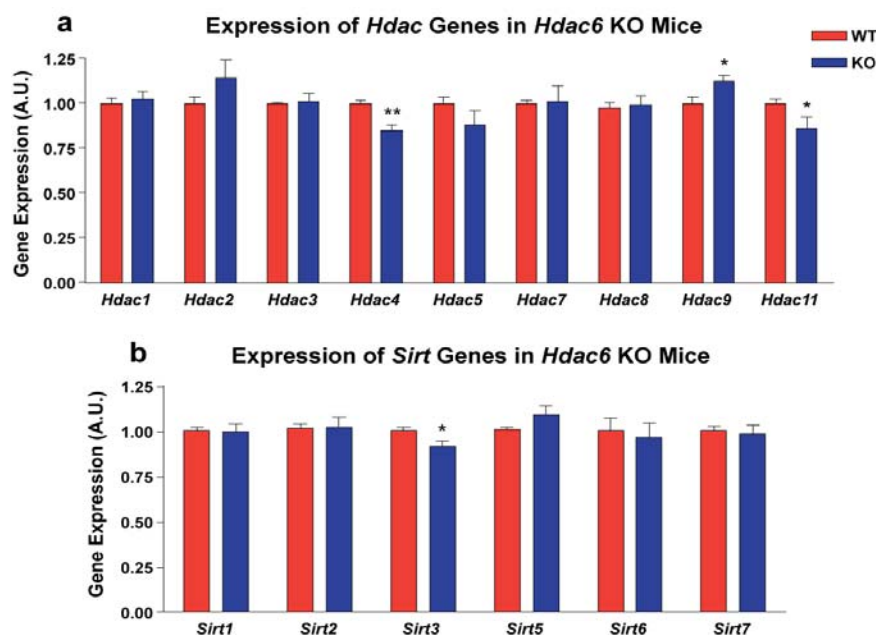 a
Expression of Hdac Genes in Hdac6 KO Mice
WT
KO
Gene Expression (A.U.)
1.25
1.00
0.75
0.50
0.25
0.00
**
*
*
Hdac1 Hdac2 Hdac3 Hdac4 Hdac5 Hdac7 Hdac8 Hdac9 Hdac11
b
Expression of Sirt Genes in Hdac6 KO Mice
Gene Expression (A.U.)
1.25
1.00
0.75
0.50
0.25
0.00
*
Sirt1 Sirt2 Sirt3 Sirt5 Sirt6 Sirt7